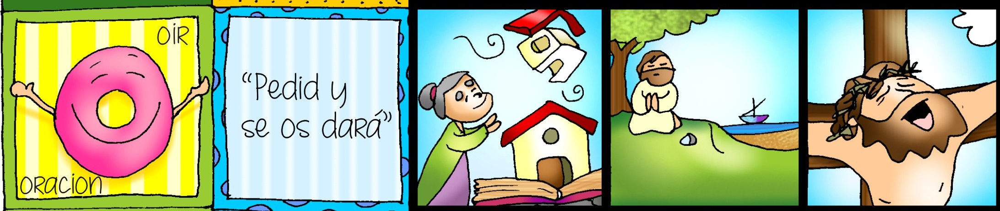 OIR
ORACION
“Pedid y
se os dará”